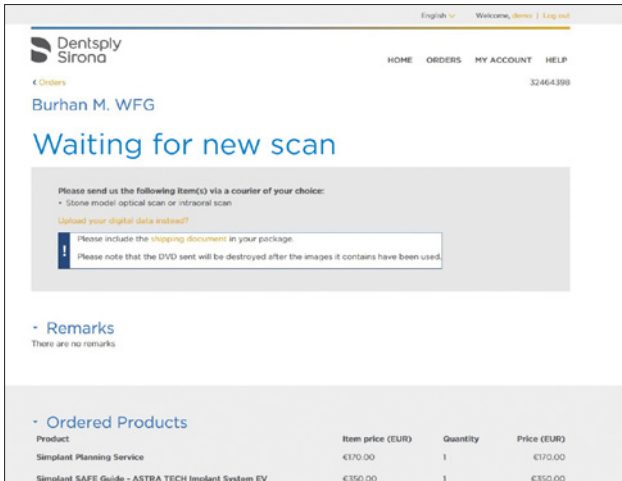 English
Welcome, demo | Log out
Dentsply
Sirona
HOME ORDERS MY ACCOUNT HELP
Orders
32464398
Burhan M. WFG
Waiting for new scan
Please send us the following item(s) via a courier of your choice:
• Stone model optical scan or intraoral scan
Upload your digital data instead?
! Please include the shipping document in your package.
Please note that the DVD sent will be destroyed after the images it contains have been used.
Remarks
There are no remarks
Ordered Products
Product Item price (EUR) Quantity Price (EUR)
Simplant Planning Service €170.00 1 €170.00
Simplant SAFE Guide - ASTRA TECH Implant System EV €350.00 1 €350.00